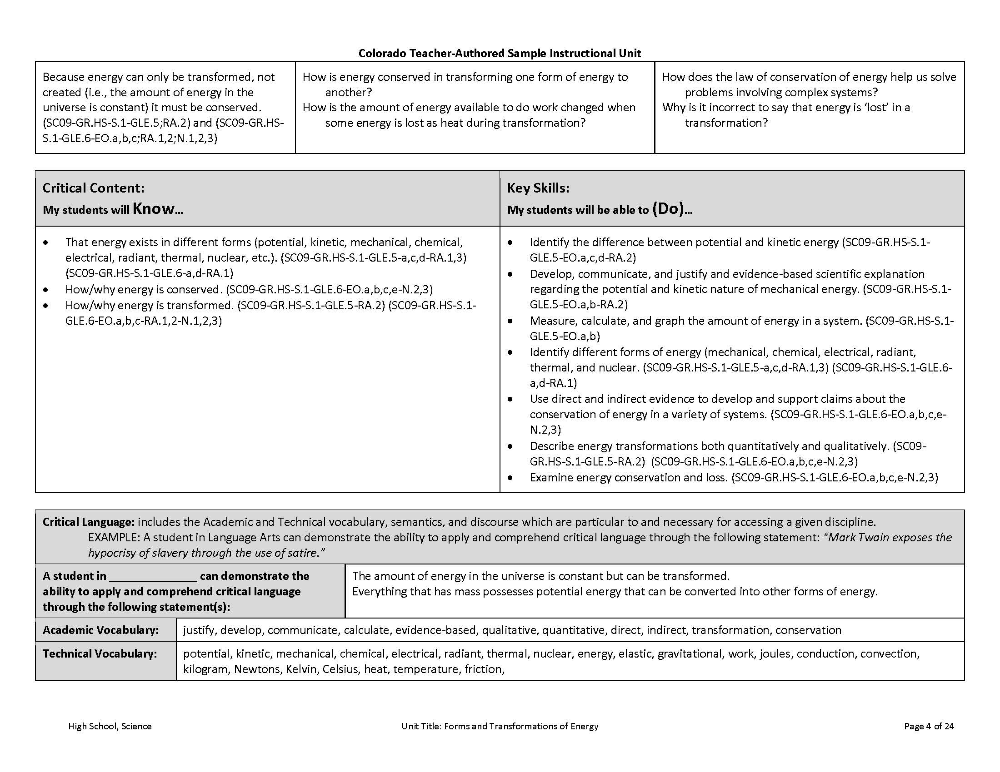 Colorado Teacher-Authored Sample Instructional Unit
Because energy can only be transformed, not
created (i.e., the amount of energy in the
universe is constant) it must be conserved.
(SC09-GR.HS-S.1-GLE.5;RA.2) and (SC09-GR.HS-
S.1-GLE.6-EO.a,b,c;RA.1,2;N.1,2,3)
How is energy conserved in transforming one form of energy to
another?
How is the amount of energy available to do work changed when
some energy is lost as heat during transformation?
How does the law of conservation of energy help us solve
problems involving complex systems?
Why is it incorrect to say that energy is ‘lost’ in a
transformation?
Critical Content:
My students will Know…
• That energy exists in different forms (potential, kinetic, mechanical, chemical,
electrical, radiant, thermal, nuclear, etc.). (SC09-GR.HS-S.1-GLE.5-a,c,d-RA.1,3)
(SC09-GR.HS-S.1-GLE.6-a,d-RA.1)
• How/why energy is conserved. (SC09-GR.HS-S.1-GLE.6-EO.a,b,c,e-N.2,3)
• How/why energy is transformed. (SC09-GR.HS-S.1-GLE.5-RA.2) (SC09-GR.HS-S.1-
GLE.6-EO.a,b,c-RA.1,2-N.1,2,3)
Key Skills:
My students will be able to (Do)…
• Identify the difference between potential and kinetic energy (SC09-GR.HS-S.1-
GLE.5-EO.a,c,d-RA.2)
• Develop, communicate, and justify and evidence-based scientific explanation
regarding the potential and kinetic nature of mechanical energy. (SC09-GR.HS-S.1-
GLE.5-EO.a,b-RA.2)
• Measure, calculate, and graph the amount of energy in a system. (SC09-GR.HS-S.1-
GLE.5-EO.a,b)
• Identify different forms of energy (mechanical, chemical, electrical, radiant,
thermal, and nuclear. (SC09-GR.HS-S.1-GLE.5-a,c,d-RA.1,3) (SC09-GR.HS-S.1-GLE.6-
a,d-RA.1)
• Use direct and indirect evidence to develop and support claims about the
conservation of energy in a variety of systems. (SC09-GR.HS-S.1-GLE.6-EO.a,b,c,e-
N.2,3)
• Describe energy transformations both quantitatively and qualitatively. (SC09-
GR.HS-S.1-GLE.5-RA.2) (SC09-GR.HS-S.1-GLE.6-EO.a,b,c,e-N.2,3)
• Examine energy conservation and loss. (SC09-GR.HS-S.1-GLE.6-EO.a,b,c,e-N.2,3)
Critical Language: includes the Academic and Technical vocabulary, semantics, and discourse which are particular to and necessary for accessing a given discipline.
EXAMPLE: A student in Language Arts can demonstrate the ability to apply and comprehend critical language through the following statement: “Mark Twain exposes the
hypocrisy of slavery through the use of satire.”
A student in ______________ can demonstrate the
ability to apply and comprehend critical language
through the following statement(s):
The amount of energy in the universe is constant but can be transformed.
Everything that has mass possesses potential energy that can be converted into other forms of energy.
Academic Vocabulary:
justify, develop, communicate, calculate, evidence-based, qualitative, quantitative, direct, indirect, transformation, conservation
Technical Vocabulary:
potential, kinetic, mechanical, chemical, electrical, radiant, thermal, nuclear, energy, elastic, gravitational, work, joules, conduction, convection,
kilogram, Newtons, Kelvin, Celsius, heat, temperature, friction,
High School, Science
Unit Title: Forms and Transformations of Energy
Page 4 of 24